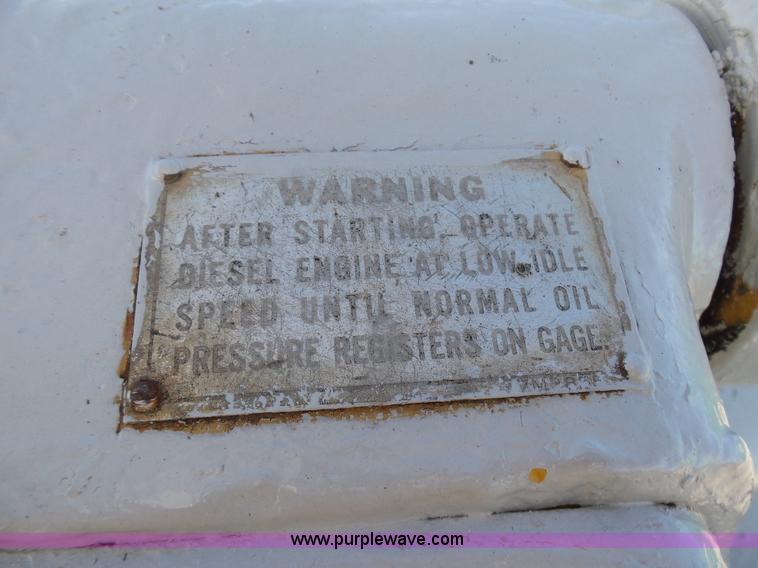 WARNING
AFTER STARTING, OPERATE
DIESEL ENGINE AT LOW IDLE
SPEED UNTIL NORMAL OIL
PRESSURE REGISTERS ON GAGE.
www.purplewave.com